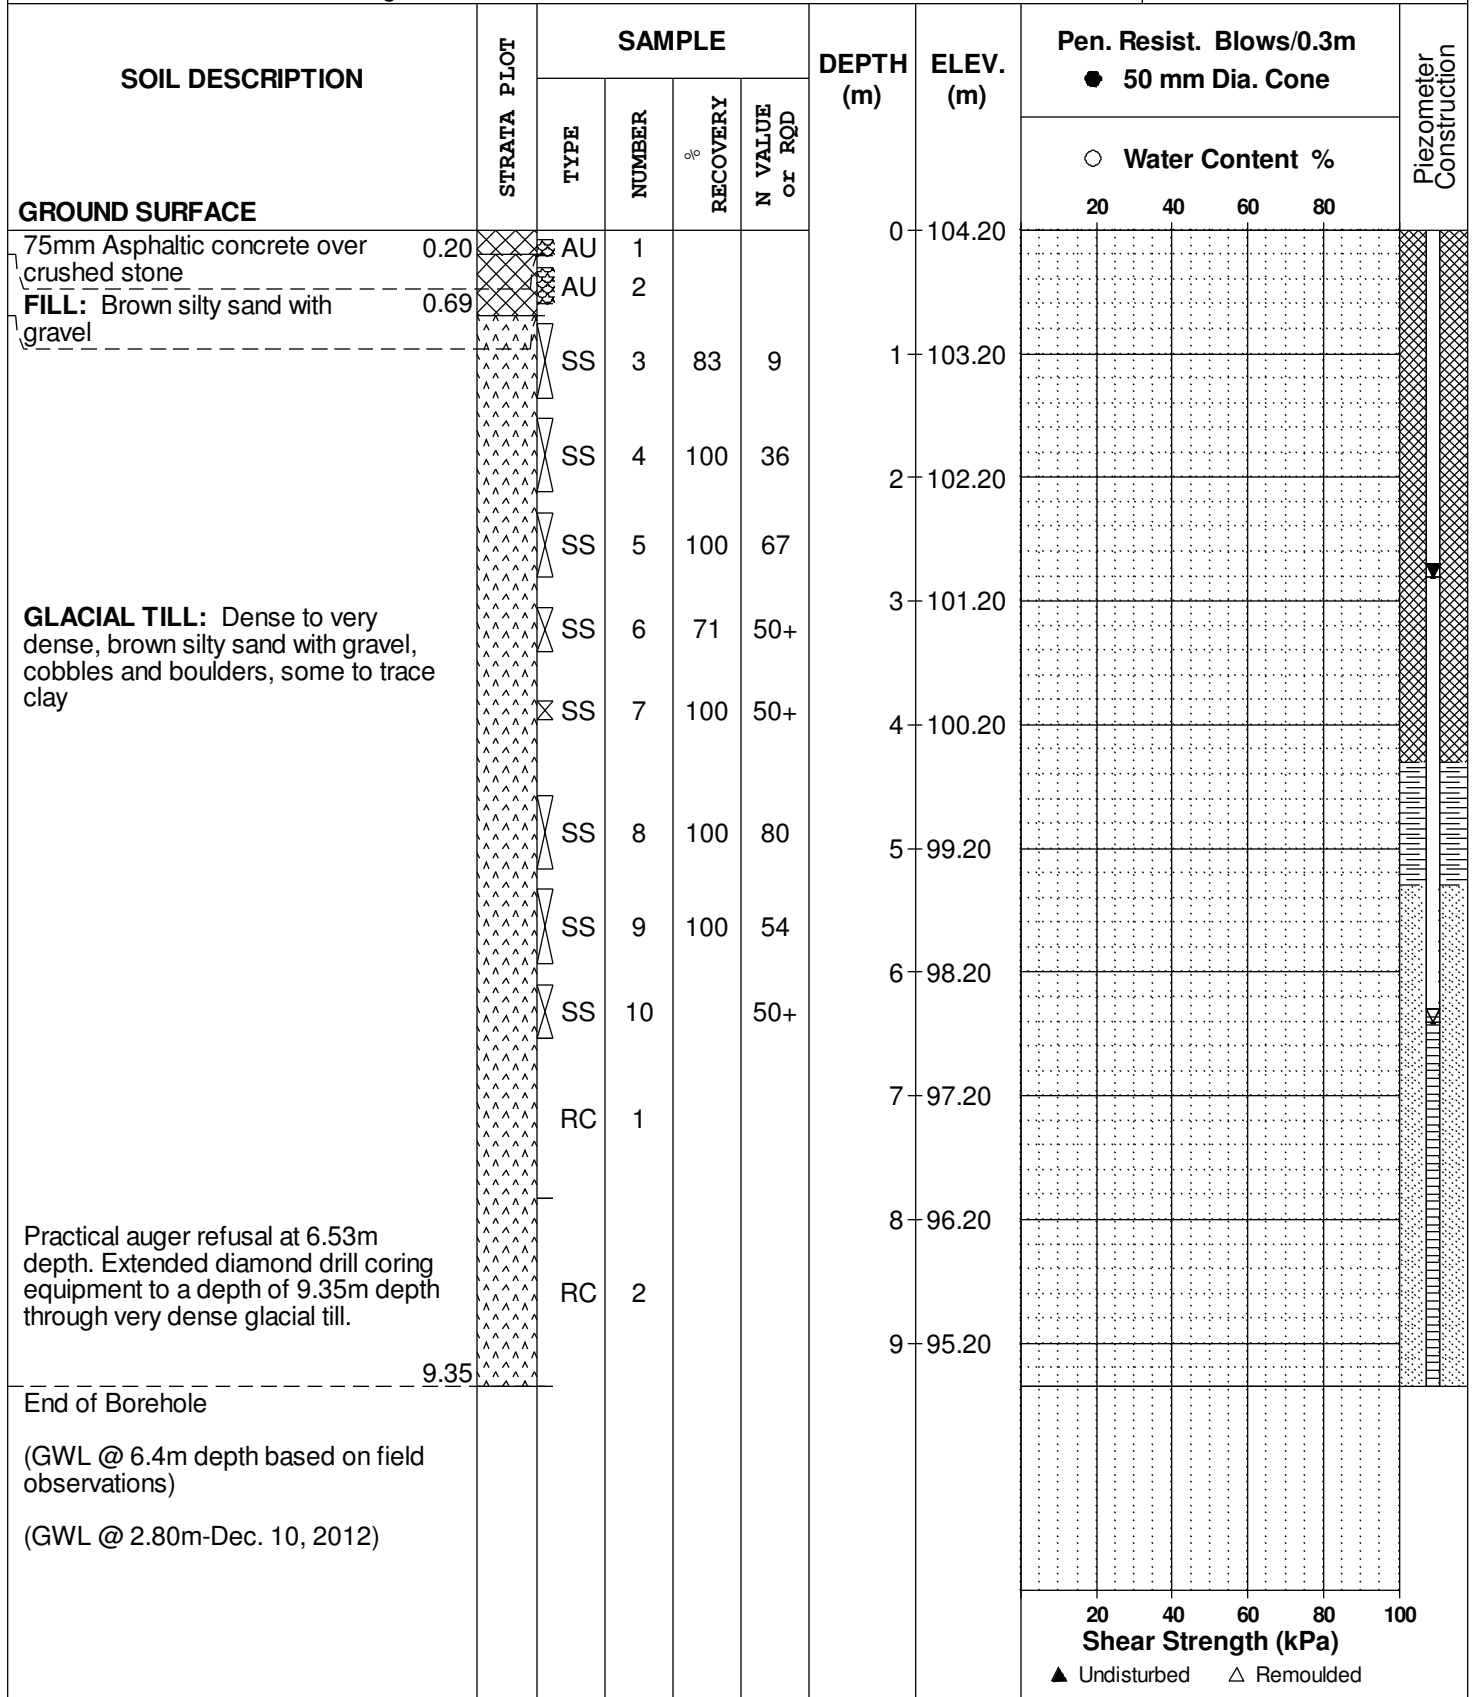 SOIL DESCRIPTION
GROUND SURFACE
STRATA PLOT
SAMPLE
TYPE
NUMBER
% RECOVERY
N VALUE or RQD
DEPTH (m)
ELEV. (m)
Pen. Resist. Blows/0.3m
● 50 mm Dia. Cone
○ Water Content %
20 40 60 80
Piezometer Construction
75mm Asphaltic concrete over 0.20
crushed stone
FILL: Brown silty sand with 0.69
gravel
GLACIAL TILL: Dense to very
dense, brown silty sand with gravel,
cobbles and boulders, some to trace
clay
Practical auger refusal at 6.53m
depth. Extended diamond drill coring
equipment to a depth of 9.35m depth
through very dense glacial till.
9.35
End of Borehole
(GWL @ 6.4m depth based on field
observations)
(GWL @ 2.80m-Dec. 10, 2012)
AU 1
AU 2
SS 3 83 9
SS 4 100 36
SS 5 100 67
SS 6 71 50+
SS 7 100 50+
SS 8 100 80
SS 9 100 54
SS 10 50+
RC 1
RC 2
0 104.20
1 103.20
2 102.20
3 101.20
4 100.20
5 99.20
6 98.20
7 97.20
8 96.20
9 95.20
20 40 60 80 100
Shear Strength (kPa)
▲ Undisturbed △ Remoulded